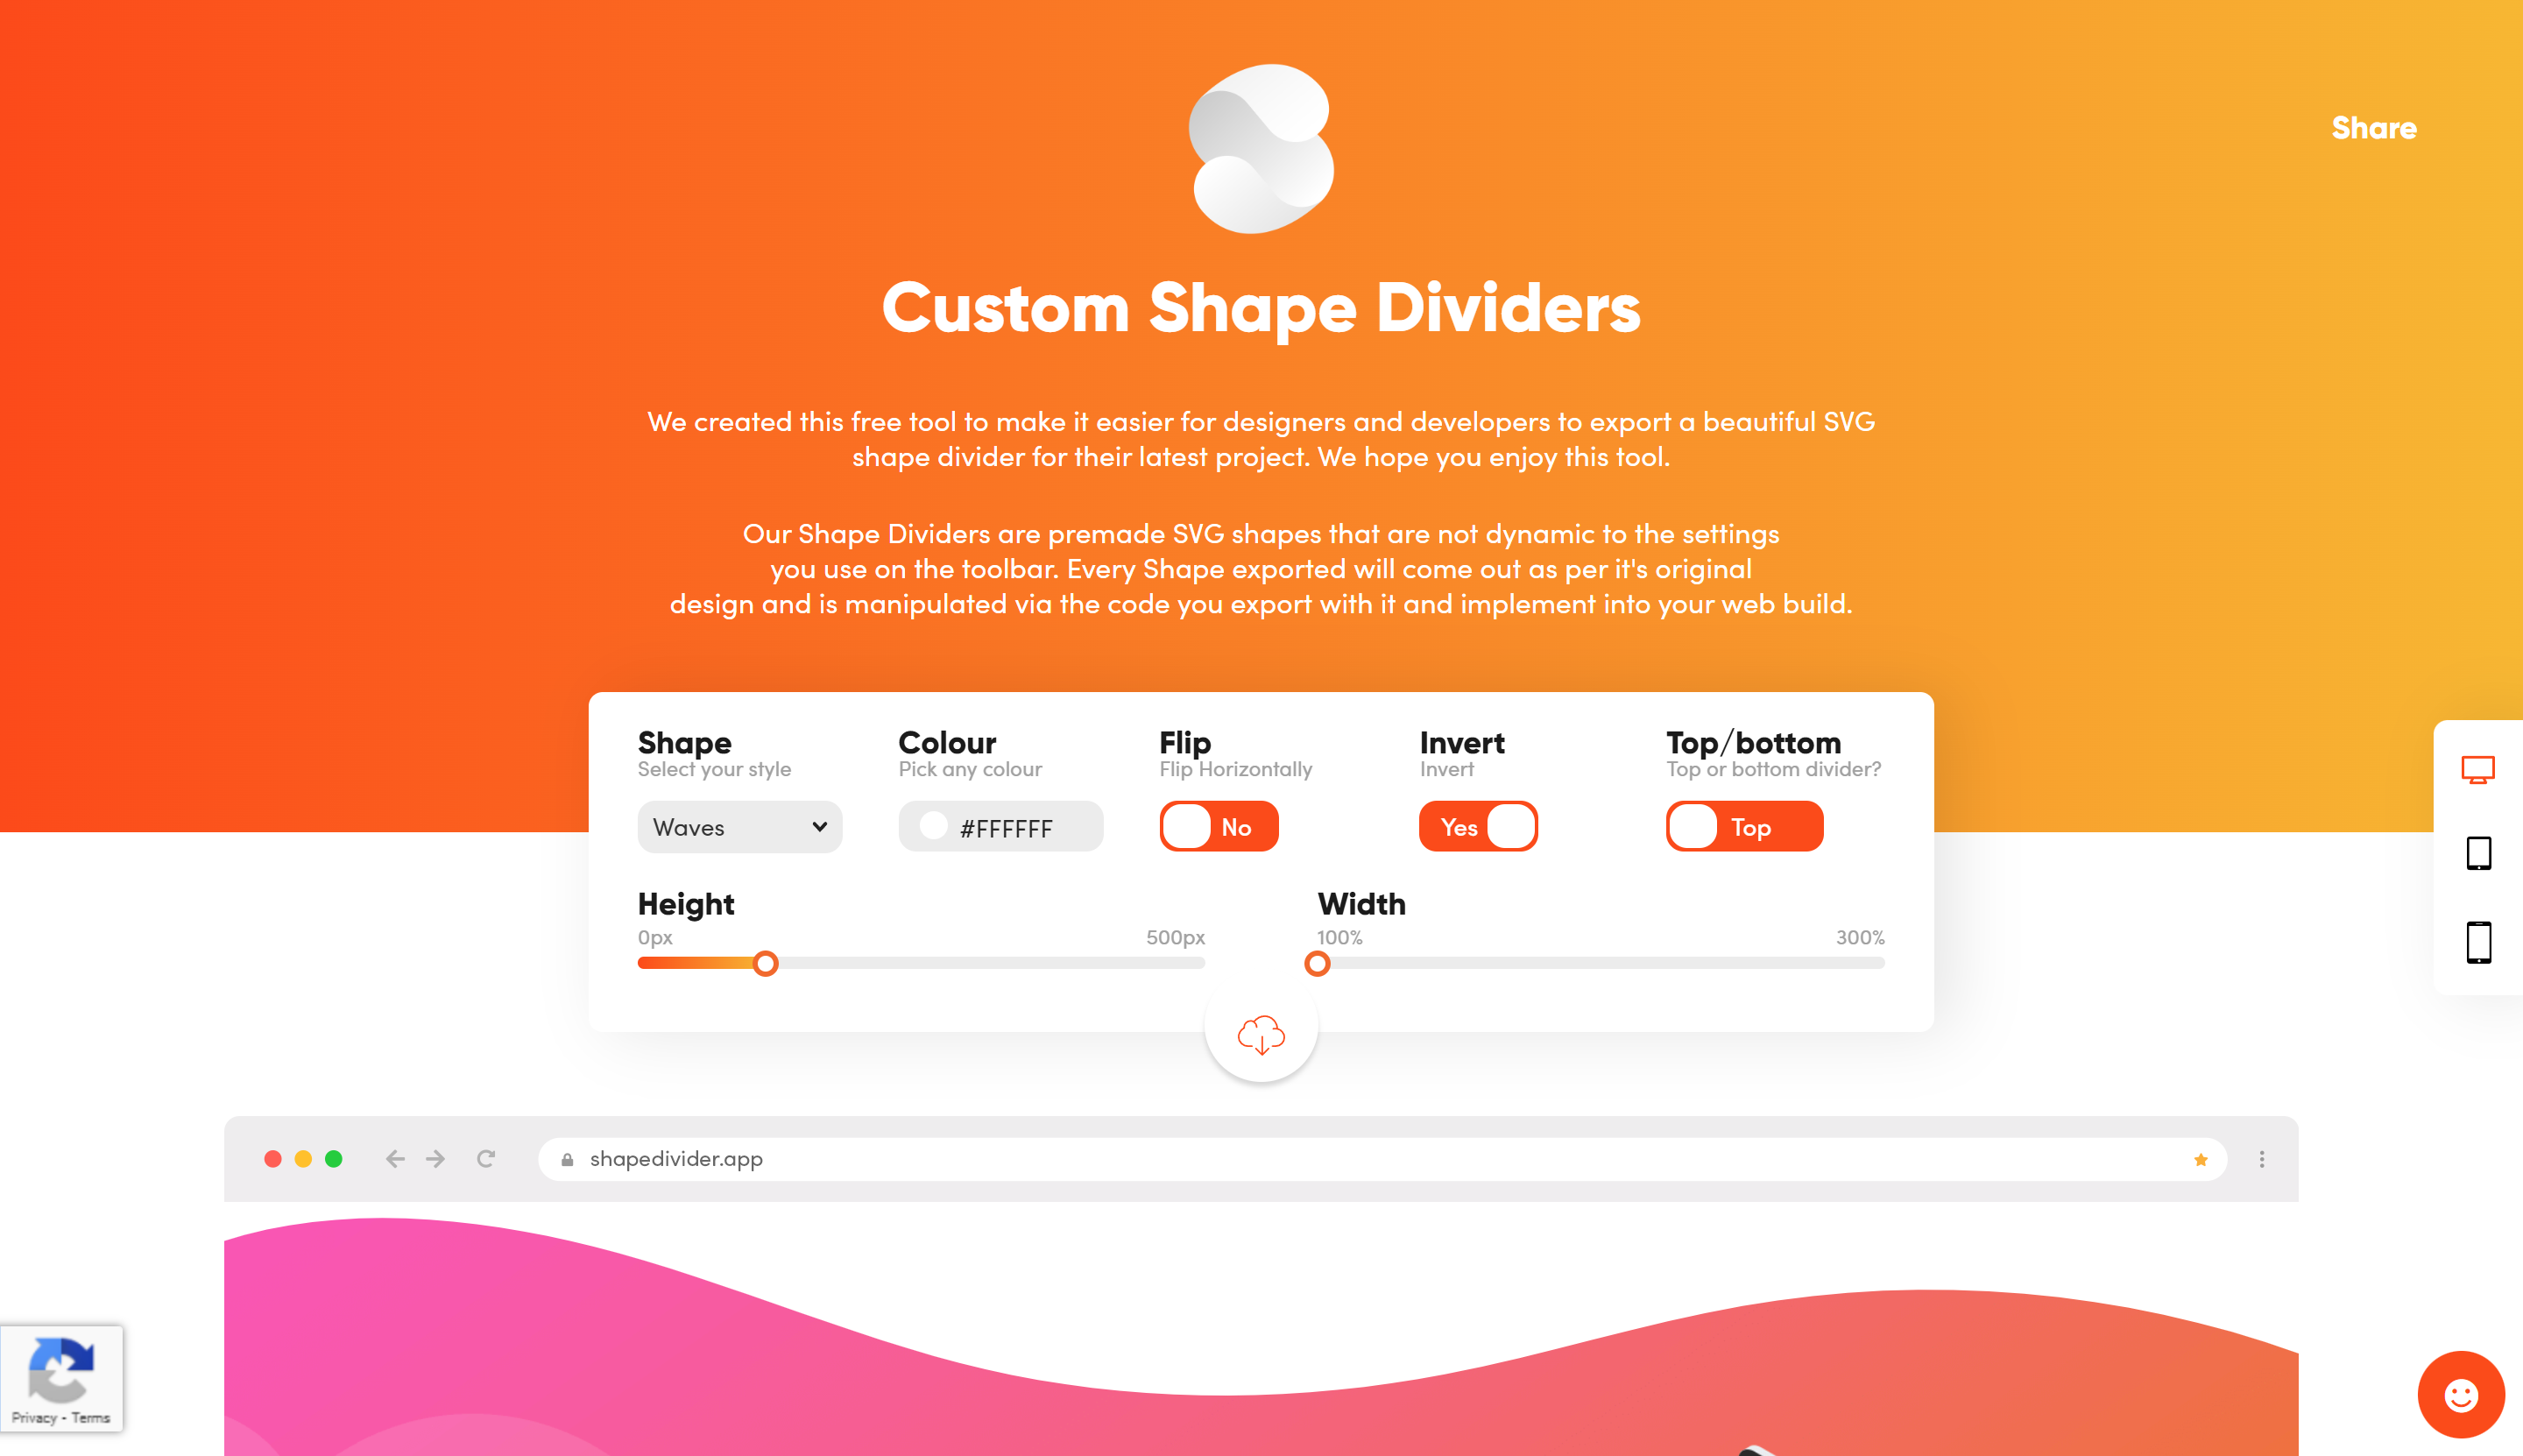 Share
Custom Shape Dividers
We created this free tool to make it easier for designers and developers to export a beautiful SVG
shape divider for their latest project. We hope you enjoy this tool.
Our Shape Dividers are premade SVG shapes that are not dynamic to the settings
you use on the toolbar. Every Shape exported will come out as per it's original
design and is manipulated via the code you export with it and implement into your web build.
Shape
Select your style
Waves
Colour
Pick any colour
#FFFFFF
Flip
Flip Horizontally
No
Invert
Invert
Yes
Top/bottom
Top or bottom divider?
Top
Height
0px 500px
Width
100% 300%
shapedivider.app
Privacy - Terms